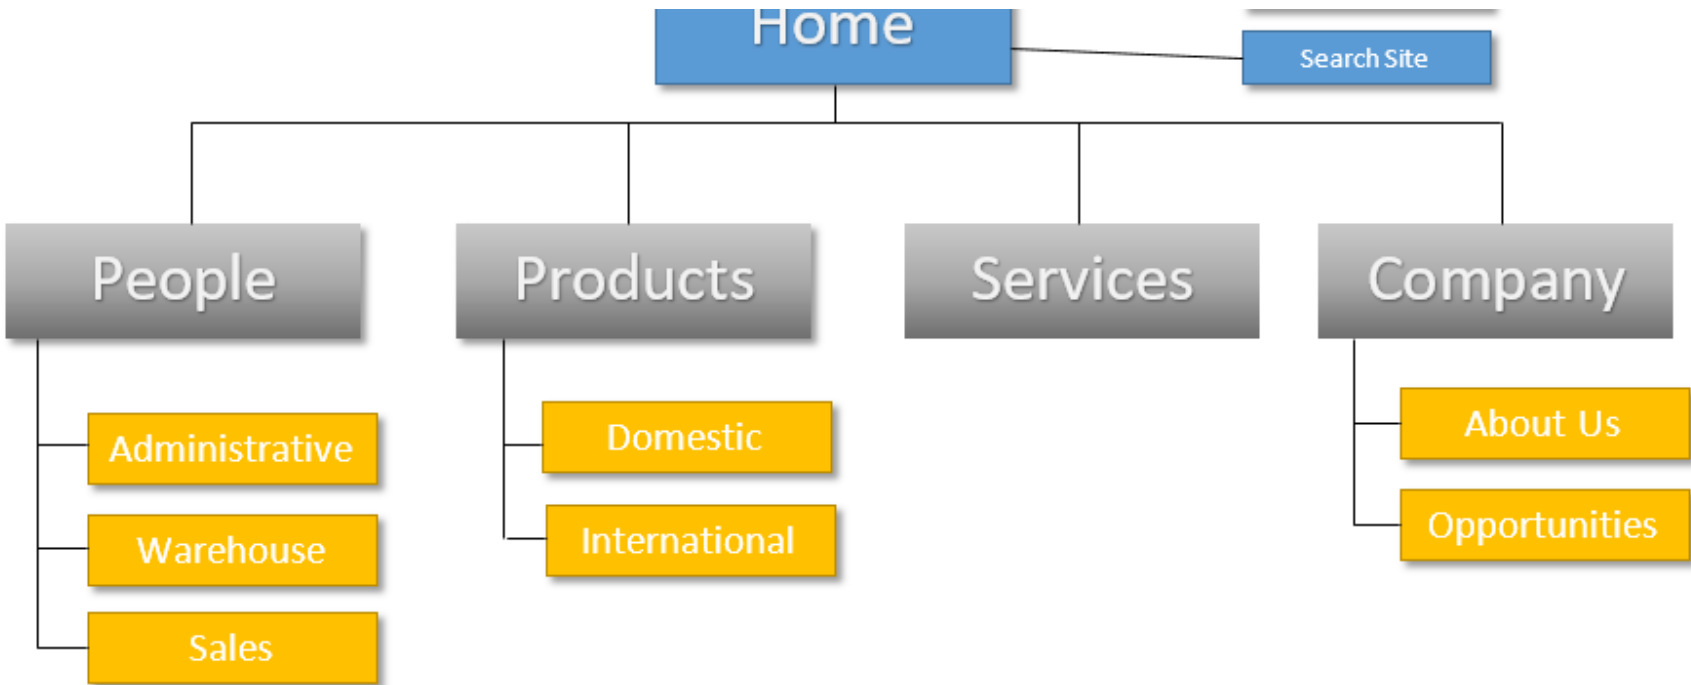 Home
Search Site
People
Products
Services
Company
Administrative
Warehouse
Sales
Domestic
International
About Us
Opportunities